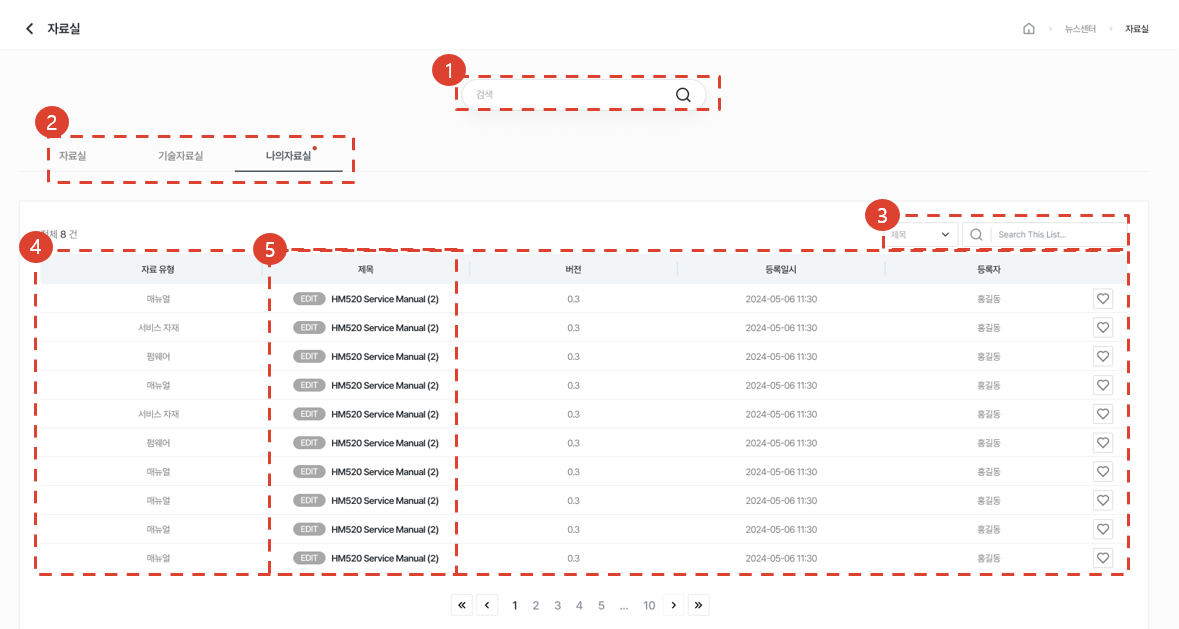 자료실
뉴스센터 자료실
1
검색
2
자료실 기술자료실 나의자료실
3
전체 8 건
제목 Search This List...
4
5
자료 유형 제목 버전 등록일시 등록자
매뉴얼 EDIT HM520 Service Manual (2) 0.3 2024-05-06 11:30 홍길동
서비스 자재 EDIT HM520 Service Manual (2) 0.3 2024-05-06 11:30 홍길동
펌웨어 EDIT HM520 Service Manual (2) 0.3 2024-05-06 11:30 홍길동
매뉴얼 EDIT HM520 Service Manual (2) 0.3 2024-05-06 11:30 홍길동
서비스 자재 EDIT HM520 Service Manual (2) 0.3 2024-05-06 11:30 홍길동
펌웨어 EDIT HM520 Service Manual (2) 0.3 2024-05-06 11:30 홍길동
매뉴얼 EDIT HM520 Service Manual (2) 0.3 2024-05-06 11:30 홍길동
매뉴얼 EDIT HM520 Service Manual (2) 0.3 2024-05-06 11:30 홍길동
매뉴얼 EDIT HM520 Service Manual (2) 0.3 2024-05-06 11:30 홍길동
매뉴얼 EDIT HM520 Service Manual (2) 0.3 2024-05-06 11:30 홍길동
1 2 3 4 5 ... 10